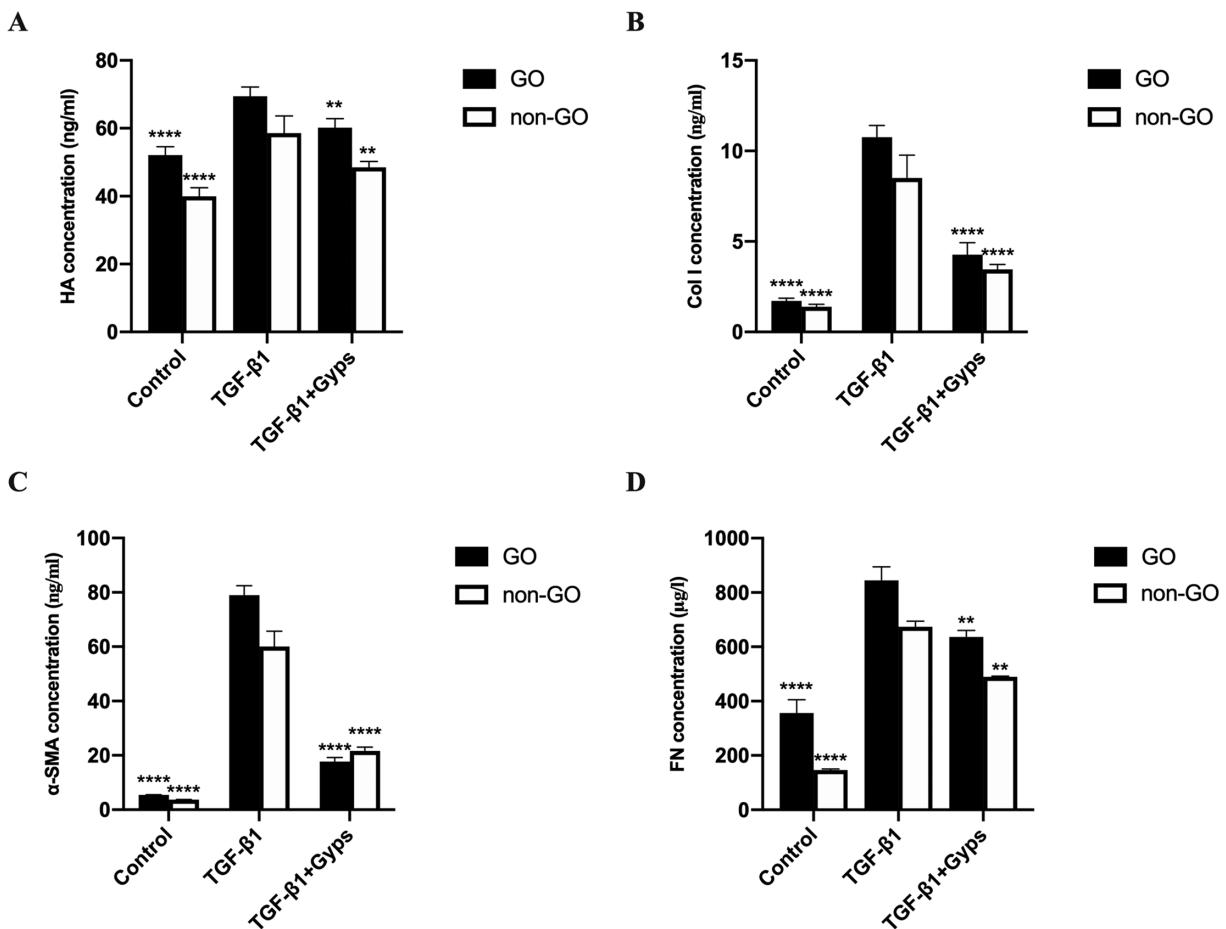 A
HA concentration (ng/ml)
80
60
40
20
0
**** **** ** **
Control
TGF-β1
TGF-β1+Gyps
GO
non-GO
B
Col I concentration (ng/ml)
15
10
5
0
**** **** **** ****
Control
TGF-β1
TGF-β1+Gyps
GO
non-GO
C
α-SMA concentration (ng/ml)
100
80
60
40
20
0
**** **** **** ****
Control
TGF-β1
TGF-β1+Gyps
GO
non-GO
D
FN concentration (μg/l)
1000
800
600
400
200
0
**** **** ** **
Control
TGF-β1
TGF-β1+Gyps
GO
non-GO